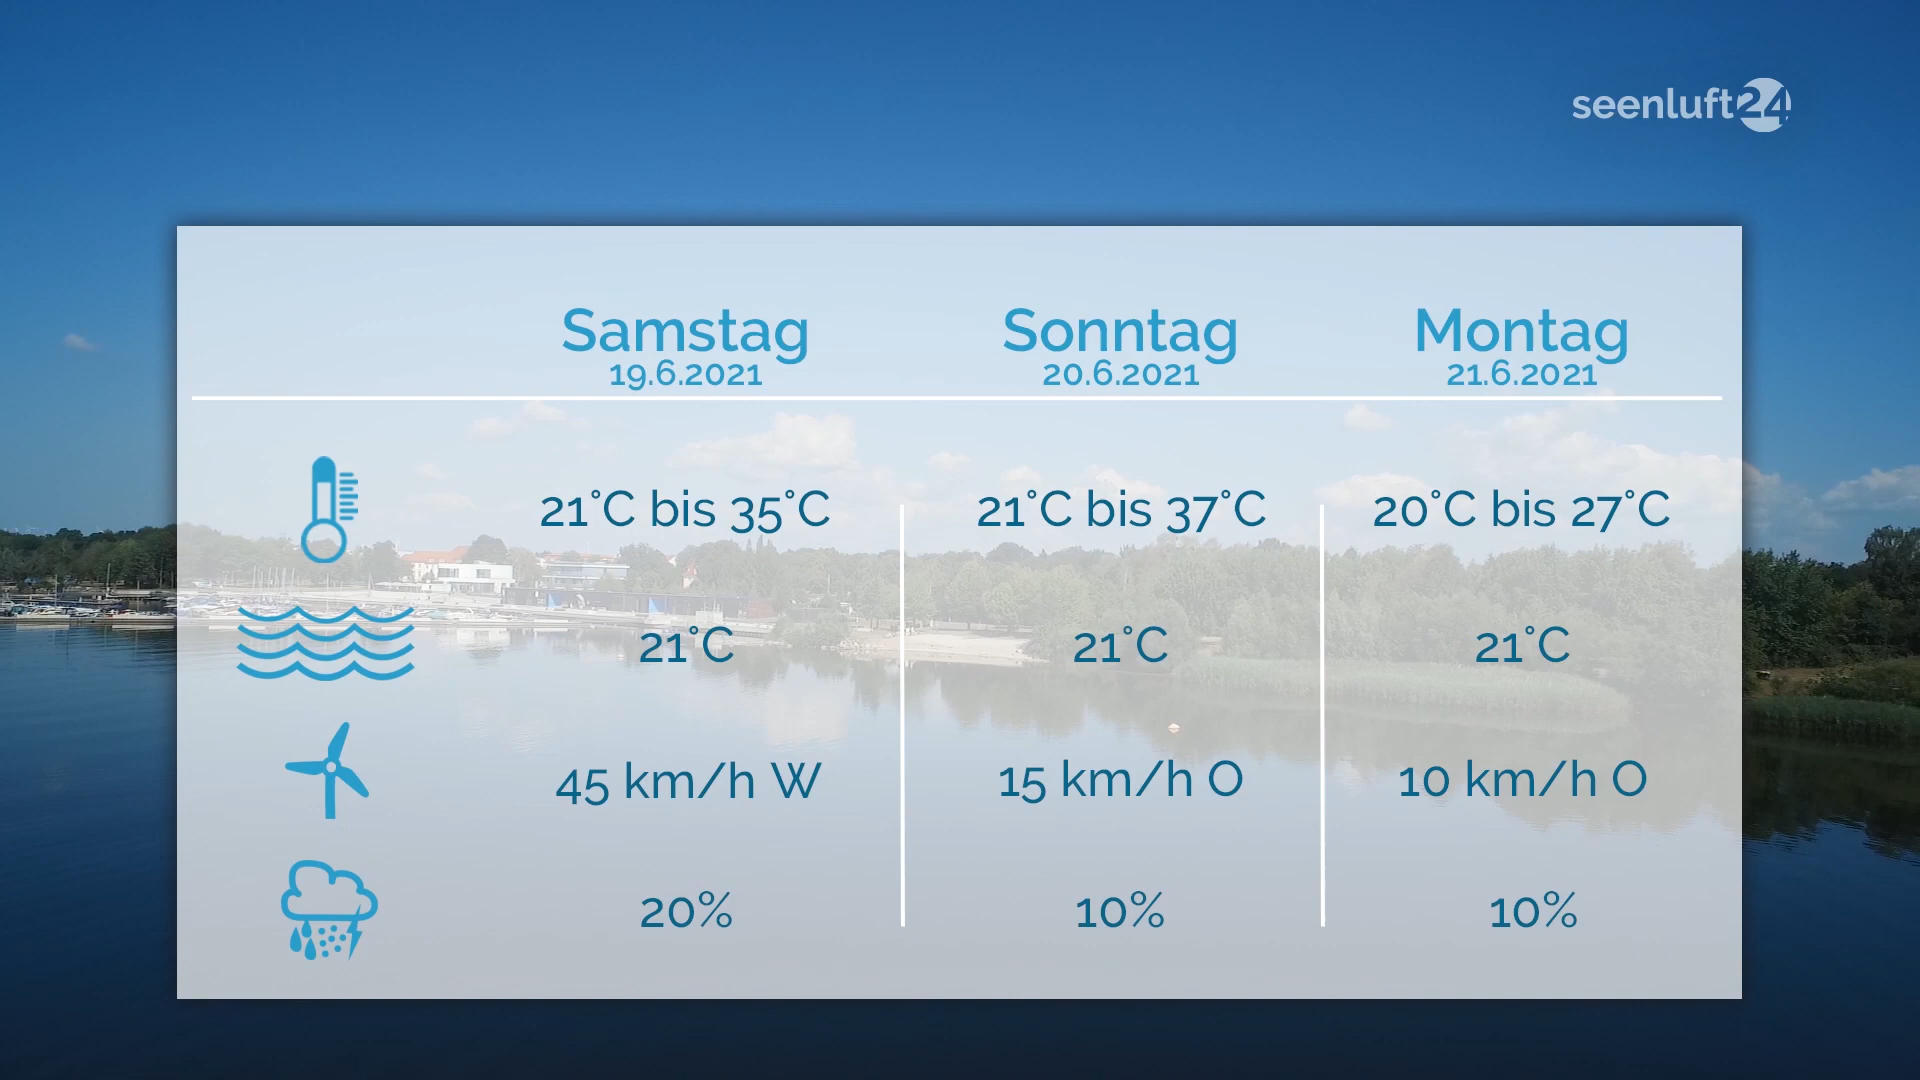 seenluft24
Samstag Sonntag Montag
19.6.2021 20.6.2021 21.6.2021
21°C bis 35°C 21°C bis 37°C 20°C bis 27°C
21°C 21°C 21°C
45 km/h W 15 km/h O 10 km/h O
20% 10% 10%